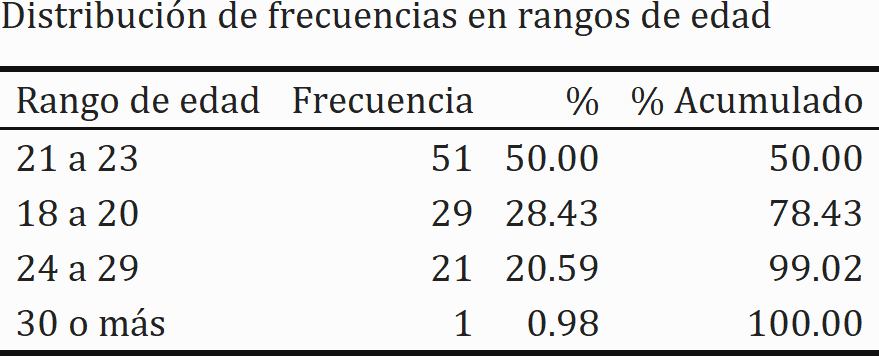 Distribución de frecuencias en rangos de edad
Rango de edad Frecuencia % % Acumulado
21 a 23 51 50.00 50.00
18 a 20 29 28.43 78.43
24 a 29 21 20.59 99.02
30 o más 1 0.98 100.00